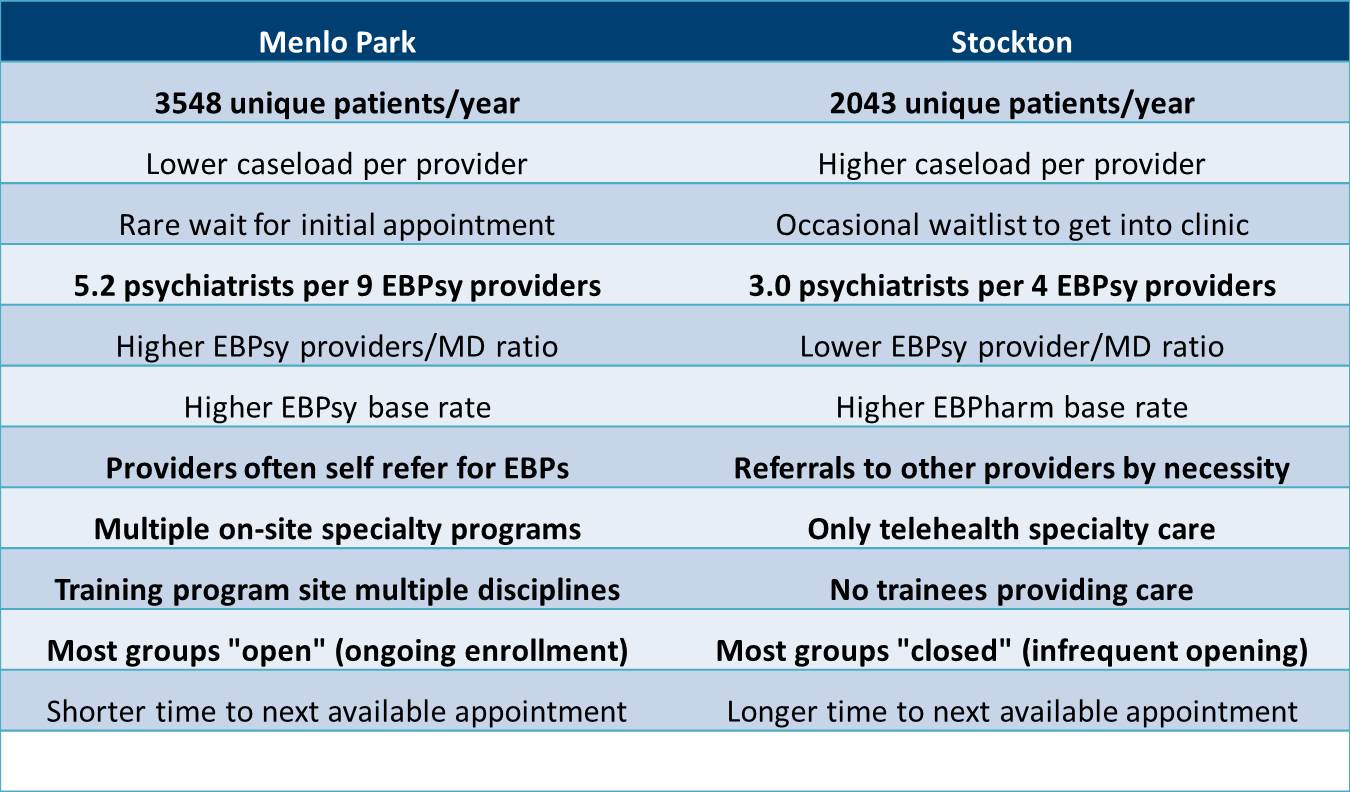 Menlo Park Stockton
3548 unique patients/year 2043 unique patients/year
Lower caseload per provider Higher caseload per provider
Rare wait for initial appointment Occasional waitlist to get into clinic
5.2 psychiatrists per 9 EBPsy providers 3.0 psychiatrists per 4 EBPsy providers
Higher EBPsy providers/MD ratio Lower EBPsy provider/MD ratio
Higher EBPsy base rate Higher EBPharm base rate
Providers often self refer for EBPs Referrals to other providers by necessity
Multiple on-site specialty programs Only telehealth specialty care
Training program site multiple disciplines No trainees providing care
Most groups "open" (ongoing enrollment) Most groups "closed" (infrequent opening)
Shorter time to next available appointment Longer time to next available appointment